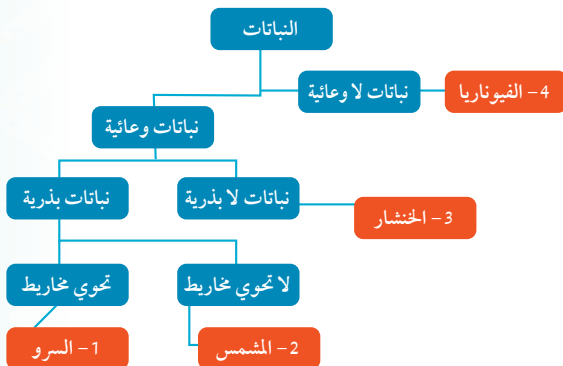 النباتات
نباتات لا وعائية
4– الفيوناريا
نباتات وعائية
نباتات لا بذرية
نباتات بذرية
3– الخنشار
لا تحوي مخاريط
تحوي مخاريط
2– المشمس
1– السرو